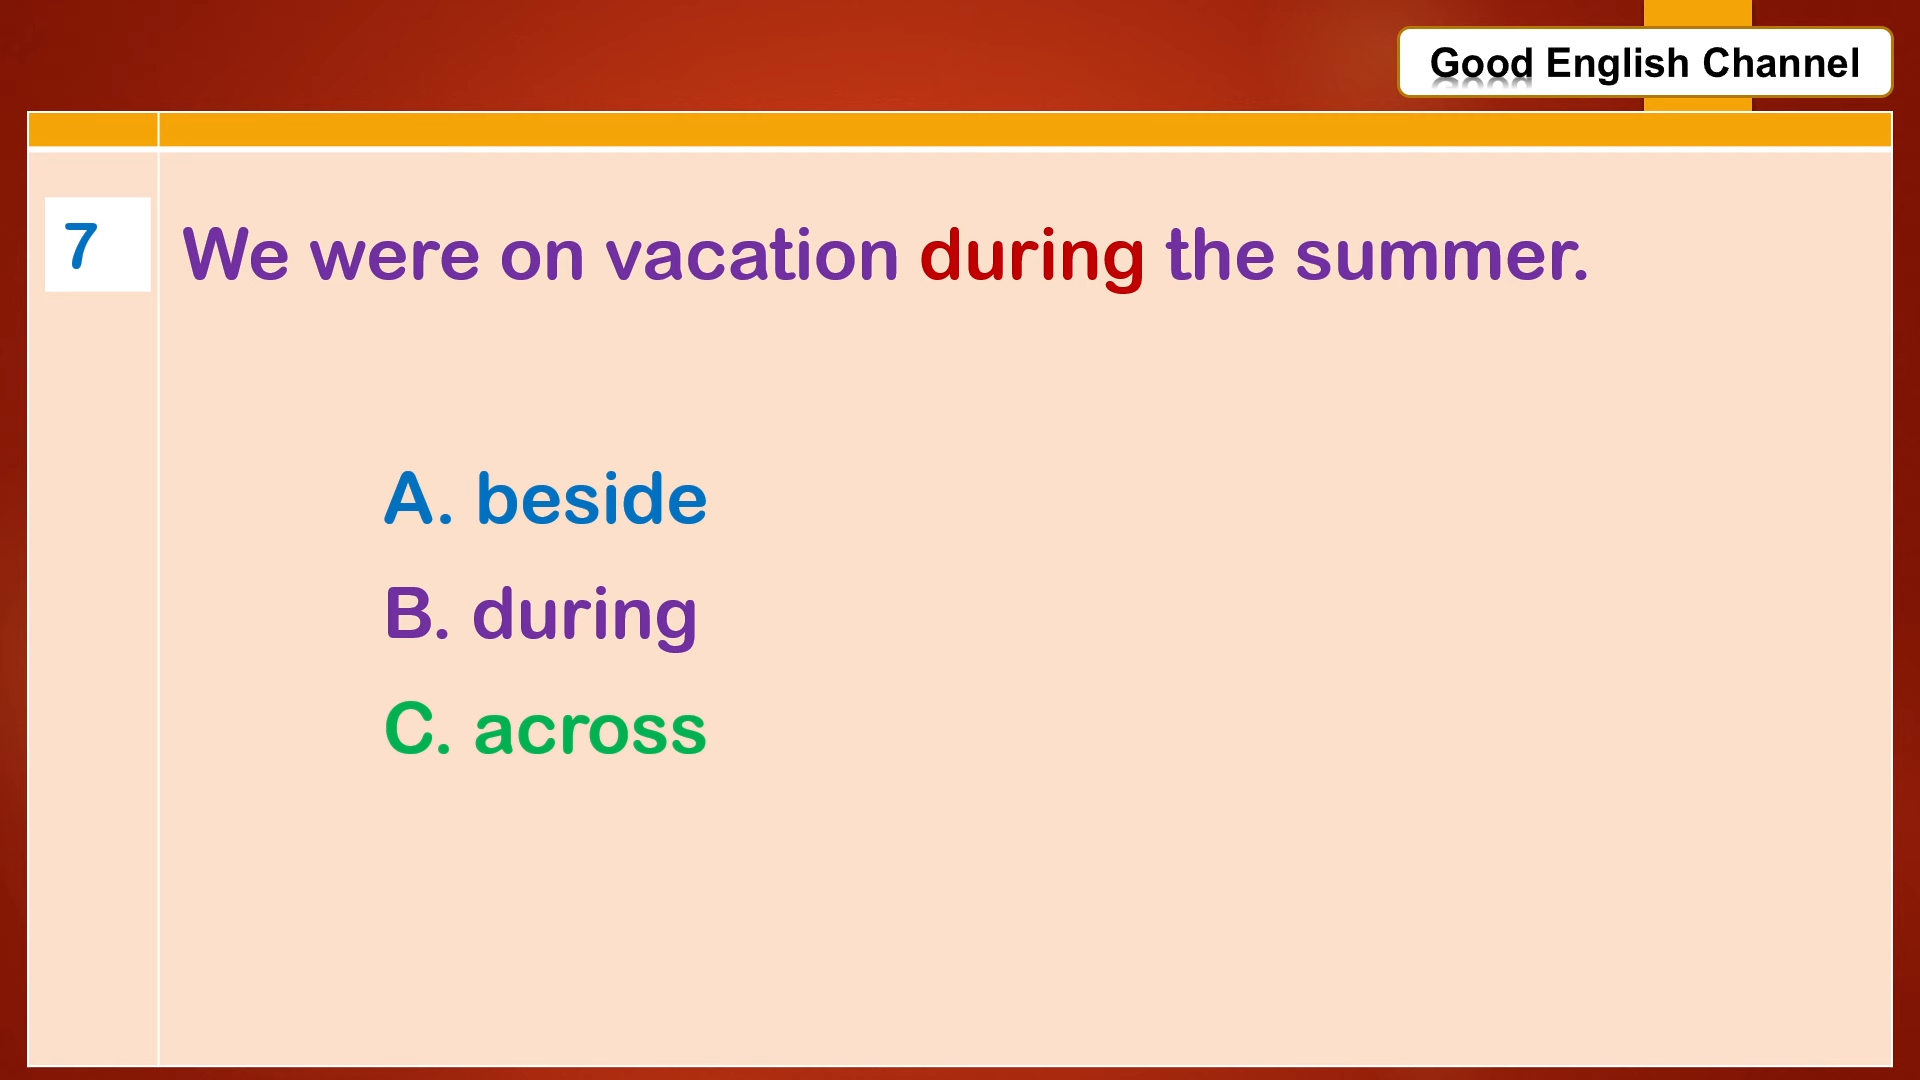 Good English Channel
7
We were on vacation during the summer.
A. beside
B. during
C. across